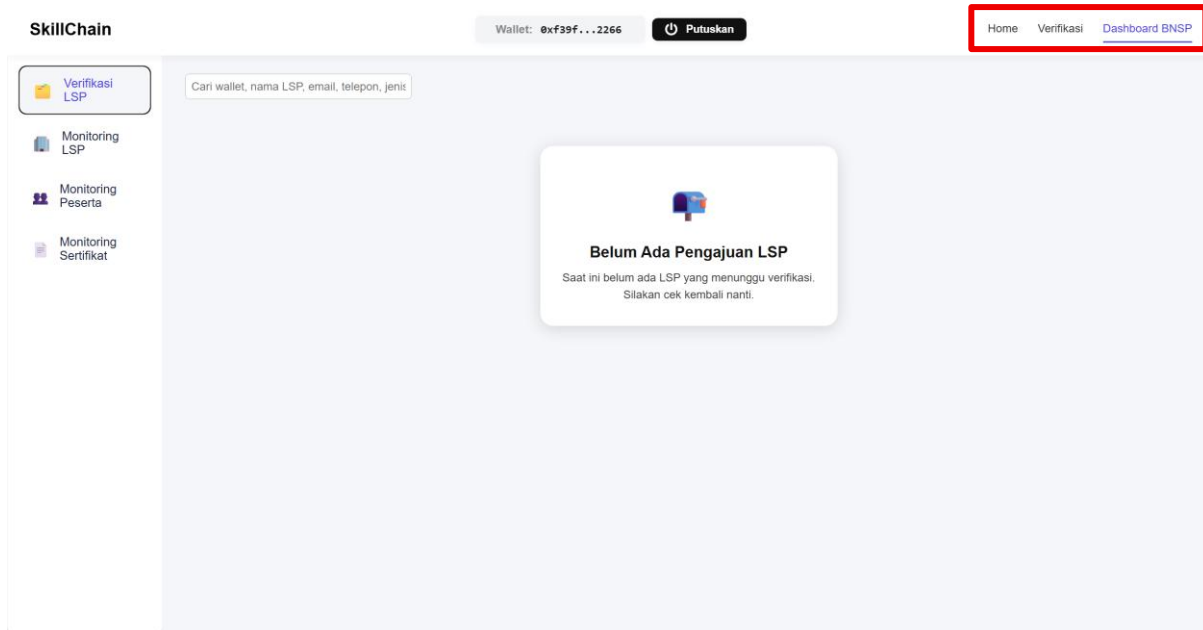 SkillChain
Wallet: 0xf39f...2266
Putuskan
Home Verifikasi Dashboard BNSP
Verifikasi
LSP
Monitoring
LSP
Monitoring
Peserta
Monitoring
Sertifikat
Cari wallet, nama LSP, email, telepon, jenis
Belum Ada Pengajuan LSP
Saat ini belum ada LSP yang menunggu verifikasi.
Silakan cek kembali nanti.